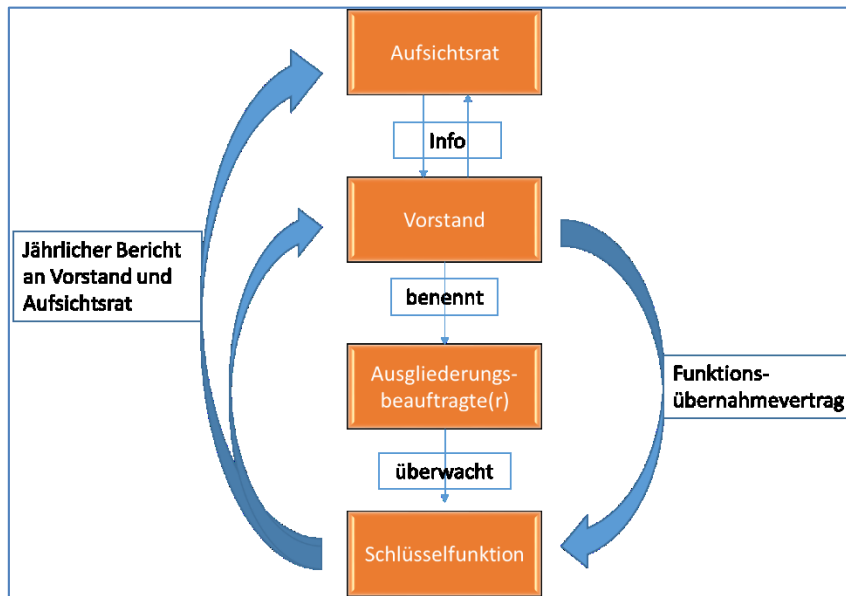 Aufsichtsrat
Info
Vorstand
Jährlicher Bericht
an Vorstand und
Aufsichtsrat
benennt
Ausgliederungs-
beauftragte(r)
Funktions-
übernahmevertrag
überwacht
Schlüsselfunktion